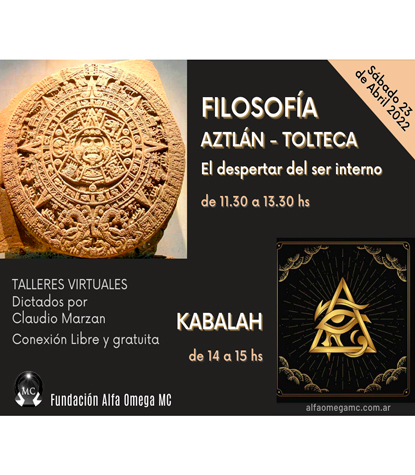 Sábado 23
de Abril 2022
FILOSOFÍA
AZTLÁN - TOLTECA
El despertar del ser interno
de 11.30 a 13.30 hs
TALLERES VIRTUALES
Dictados por
Claudio Marzan
Conexión Libre y gratuita
KABALAH
de 14 a 15 hs
MC
Fundación Alfa Omega MC
alfaomegamc.com.ar